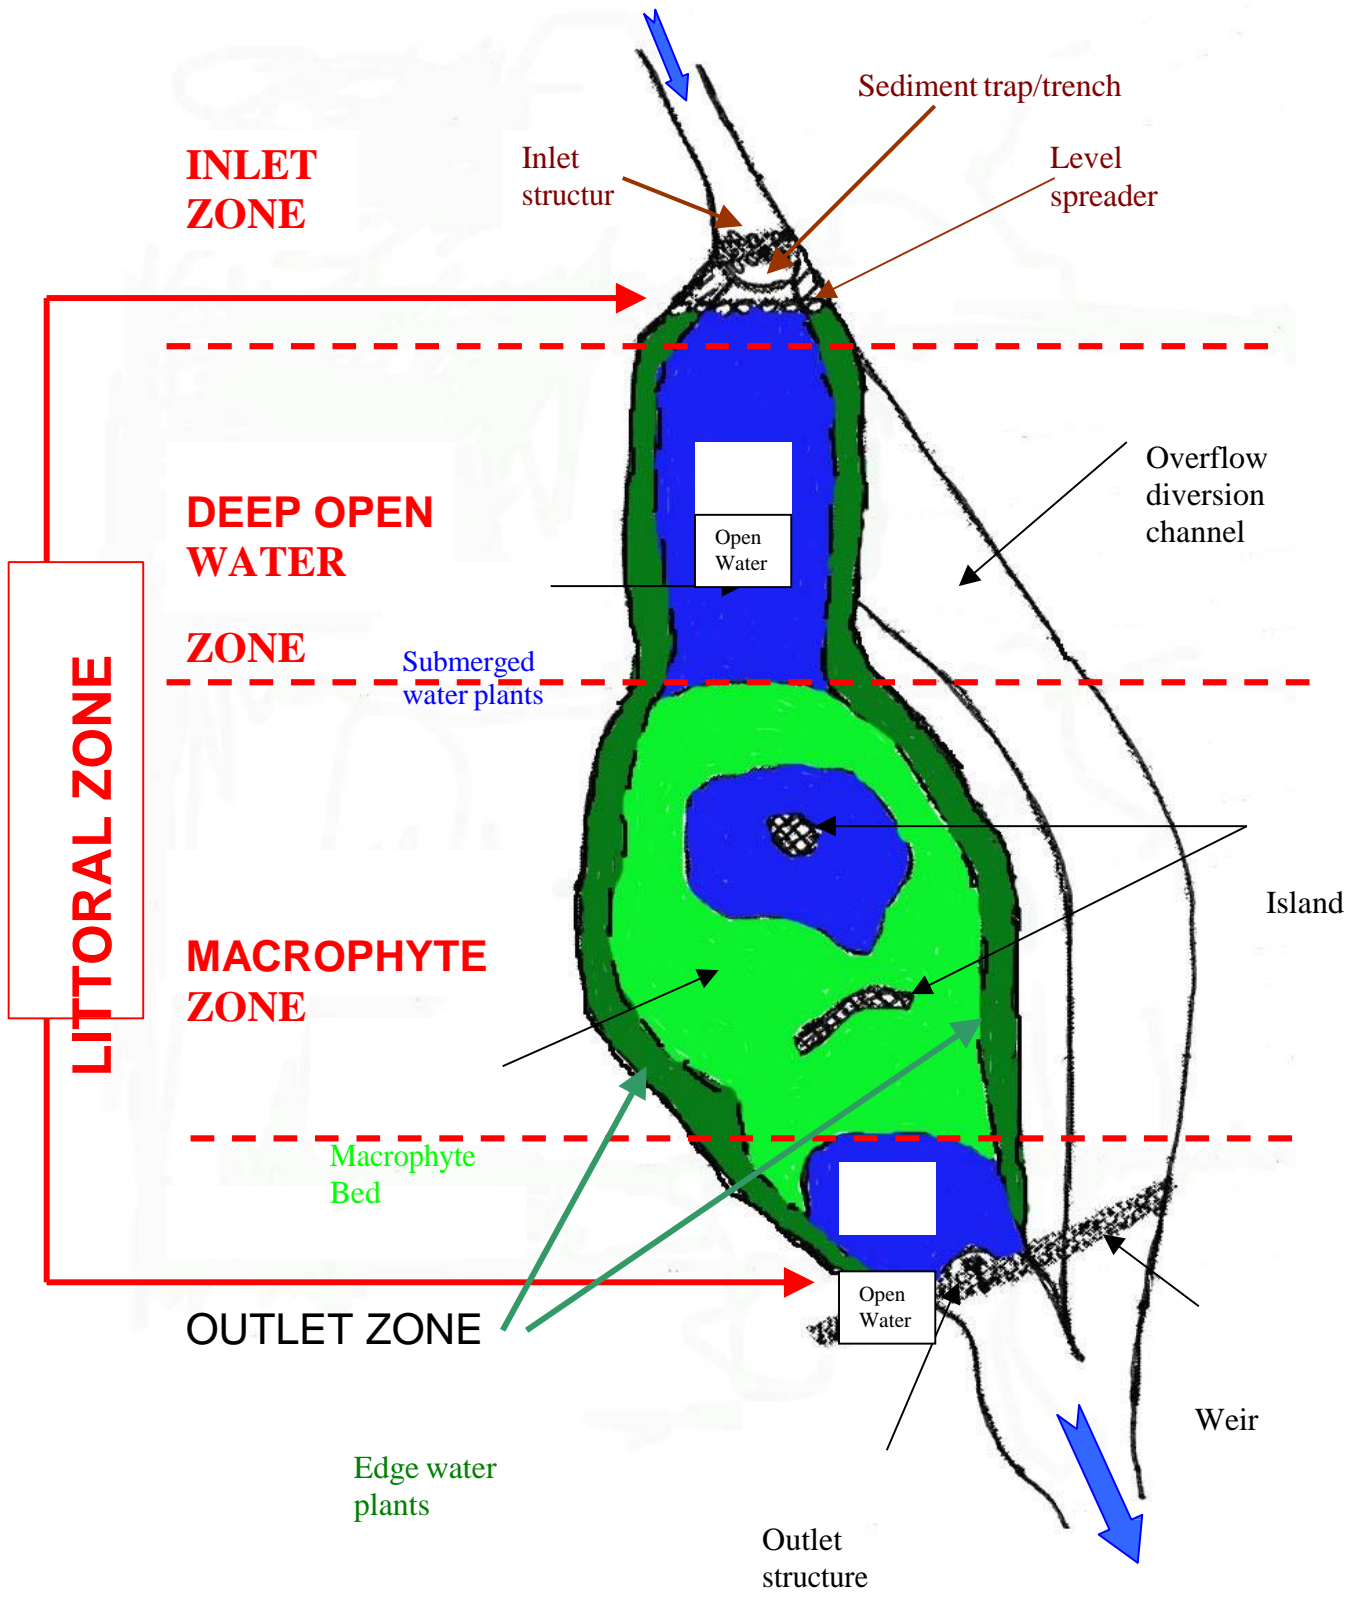 Sediment trap/trench
INLET
ZONE
Inlet
structur
Level
spreader
Overflow
diversion
channel
DEEP OPEN
WATER
ZONE
Open
Water
Submerged
water plants
LITTORAL ZONE
Island
MACROPHYTE
ZONE
Macrophyte
Bed
OUTLET ZONE
Open
Water
Weir
Edge water
plants
Outlet
structure